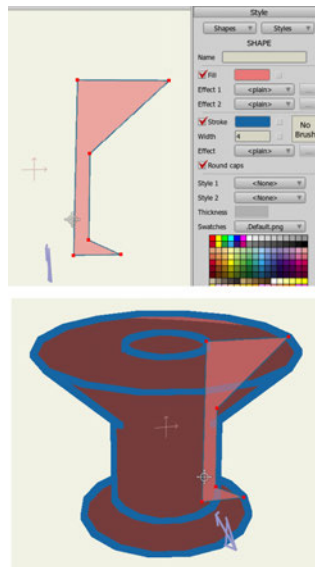 Style
Shapes
Styles
SHAPE
Name
Fill
Effect 1
<plain>
Effect 2
<plain>
Stroke
Width
4
No
Brush
Effect
<plain>
Round caps
Style 1
<None>
Style 2
<None>
Thickness
Swatches
Default.png